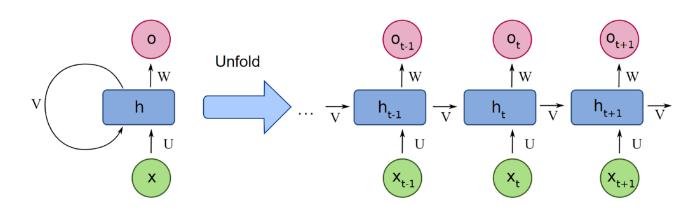 o
o_{t-1}
o_t
o_{t+1}
Unfold
W
W
W
W
V
h
...
h_{t-1}
h_t
h_{t+1}
V
V
V
V
U
U
U
U
x
x_{t-1}
x_t
x_{t+1}